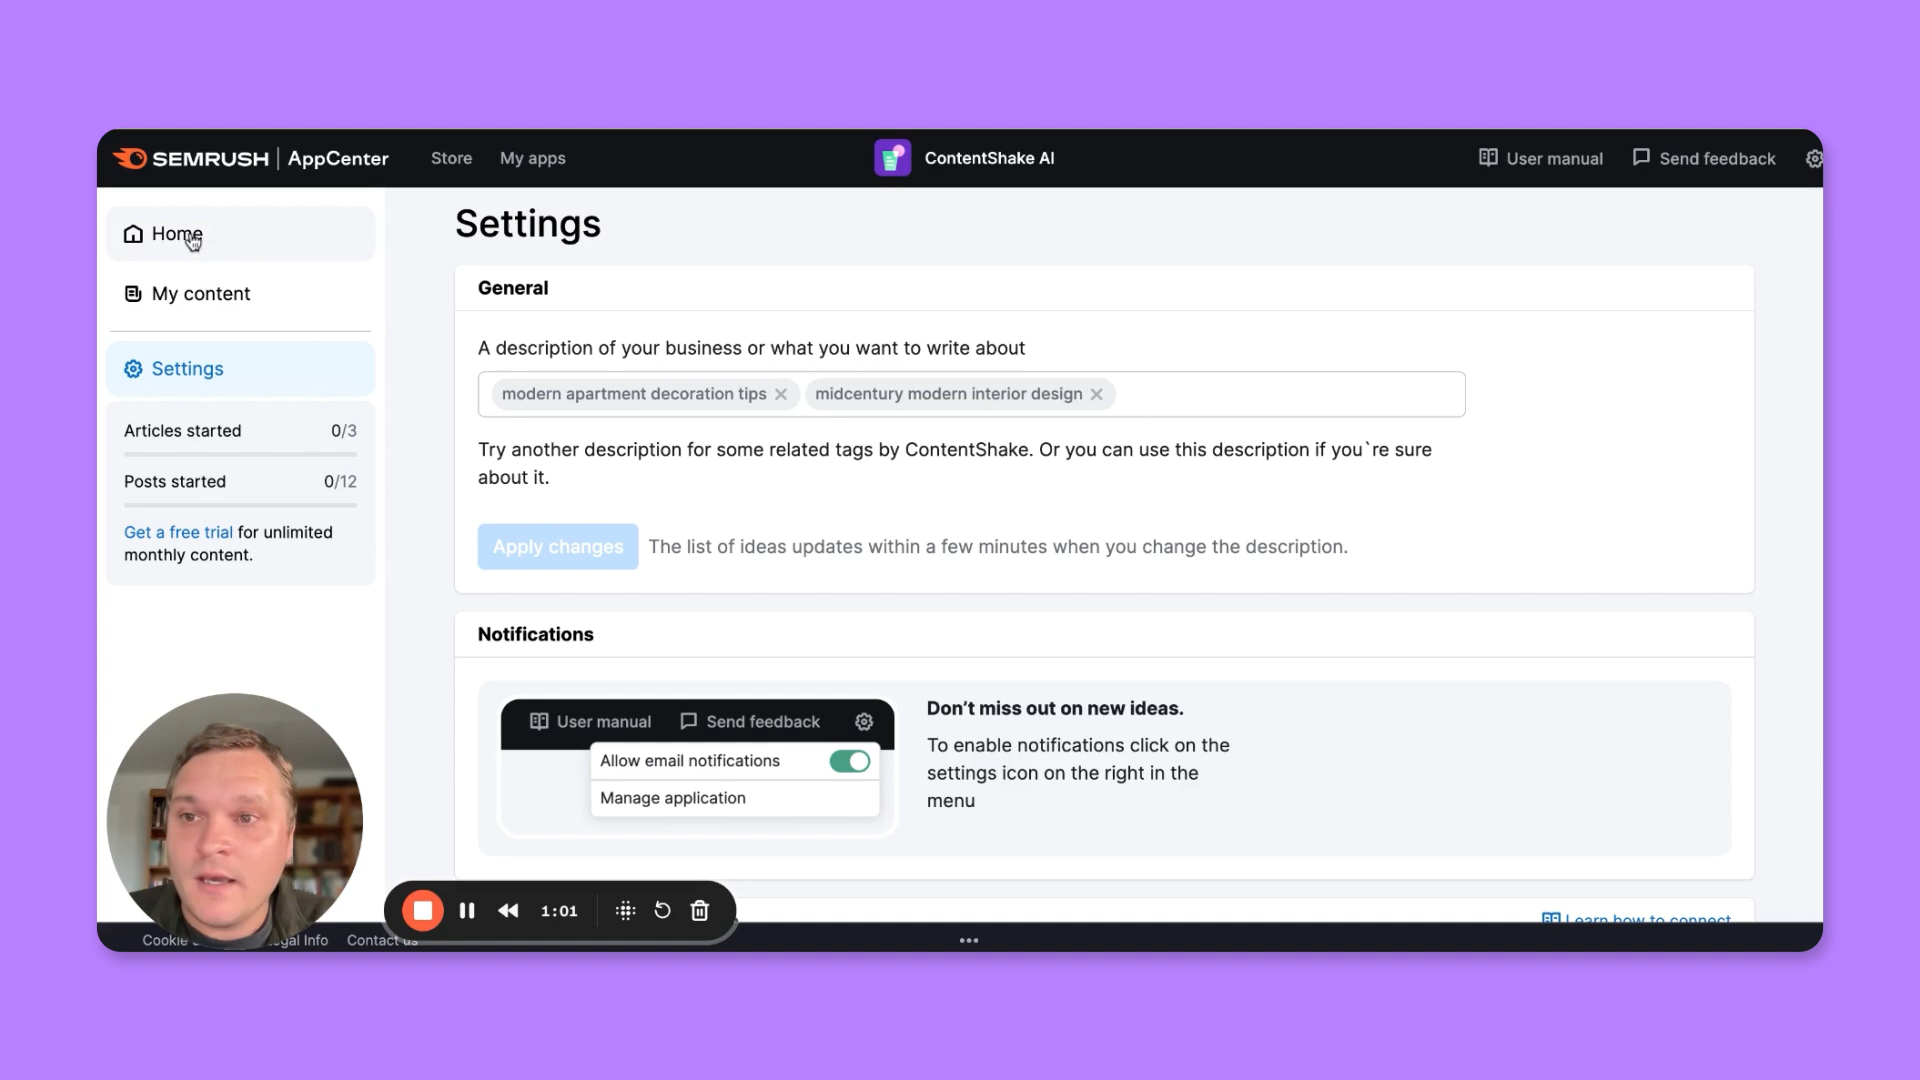 SEMRUSH | AppCenter
Store
My apps
ContentShake AI
User manual
Send feedback
Home
My content
Settings
Articles started 0/3
Posts started 0/12
Get a free trial for unlimited
monthly content.
Settings
General
A description of your business or what you want to write about
modern apartment decoration tips
midcentury modern interior design
Try another description for some related tags by ContentShake. Or you can use this description if you`re sure
about it.
Apply changes
The list of ideas updates within a few minutes when you change the description.
Notifications
User manual
Send feedback
Allow email notifications
Manage application
Don’t miss out on new ideas.
To enable notifications click on the
settings icon on the right in the
menu
1:01
Learn how to connect
Cookie
Info
Contact us